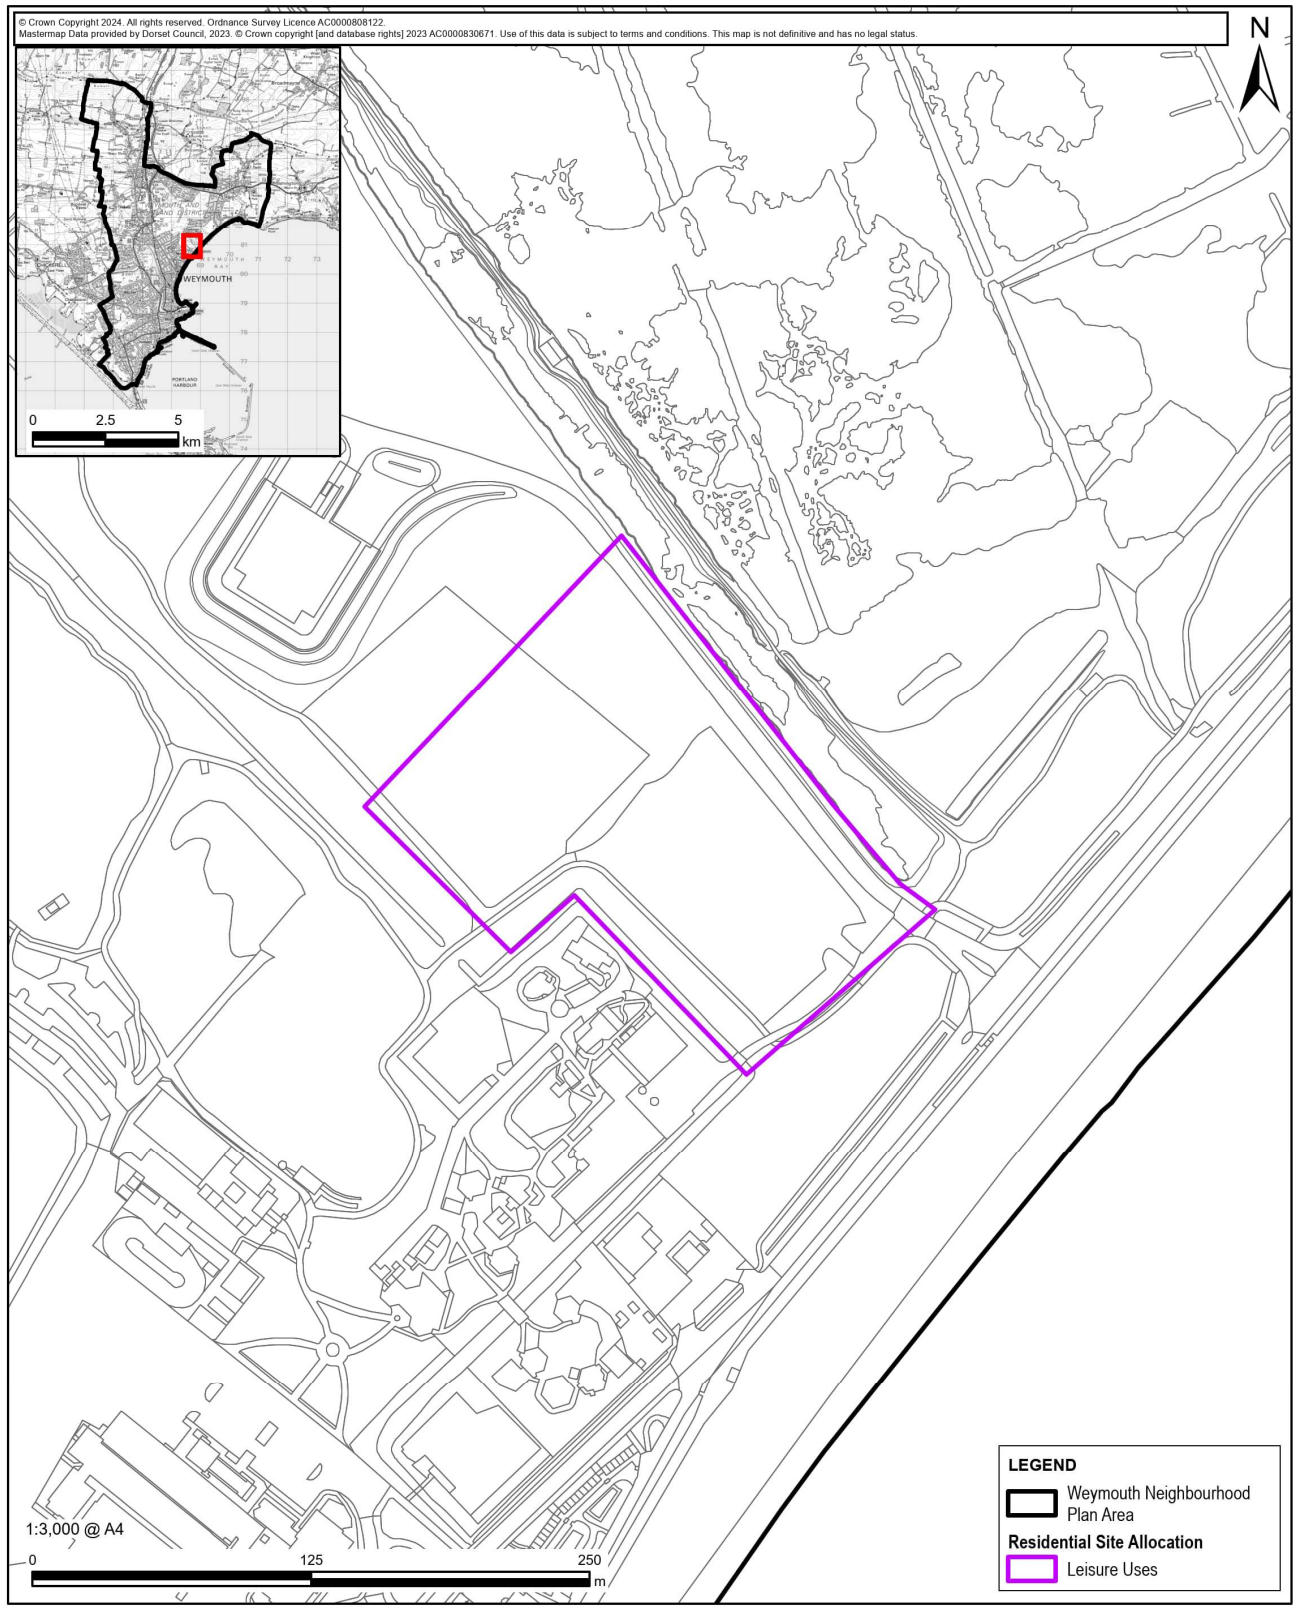 © Crown Copyright 2024. All rights reserved. Ordnance Survey Licence AC0000808122.
Mastermap Data provided by Dorset Council, 2023. © Crown copyright [and database rights] 2023 AC0000830671. Use of this data is subject to terms and conditions. This map is not definitive and has no legal status.
N
WEYMOUTH
PORTLAND
HARBOUR
0 2.5 5
km
LEGEND
Weymouth Neighbourhood
Plan Area
Residential Site Allocation
Leisure Uses
1:3,000 @ A4
0 125 250
m